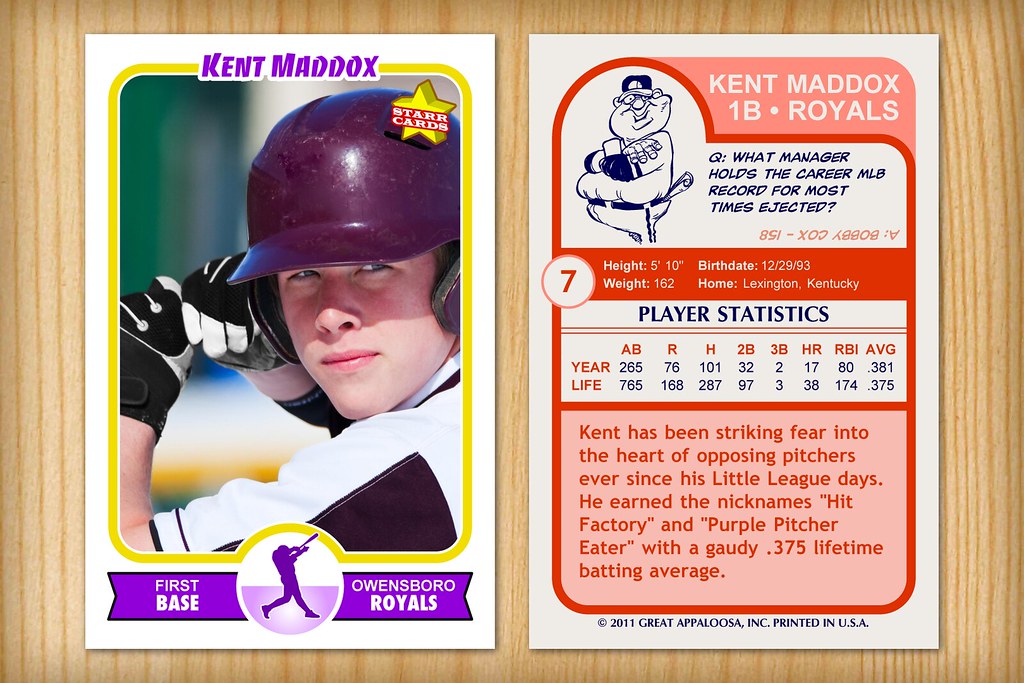 KENT MADDOX
STARR
CARDS
FIRST
BASE
OWENSBORO
ROYALS
KENT MADDOX
1B • ROYALS
Q: WHAT MANAGER
HOLDS THE CAREER MLB
RECORD FOR MOST
TIMES EJECTED?
A: BOBBY COX - 158
7
Height: 5' 10" Birthdate: 12/29/93
Weight: 162 Home: Lexington, Kentucky
PLAYER STATISTICS
AB R H 2B 3B HR RBI AVG
YEAR 265 76 101 32 2 17 80 .381
LIFE 765 168 287 97 3 38 174 .375
Kent has been striking fear into
the heart of opposing pitchers
ever since his Little League days.
He earned the nicknames "Hit
Factory" and "Purple Pitcher
Eater" with a gaudy .375 lifetime
batting average.
© 2011 GREAT APPALOOSA, INC. PRINTED IN U.S.A.